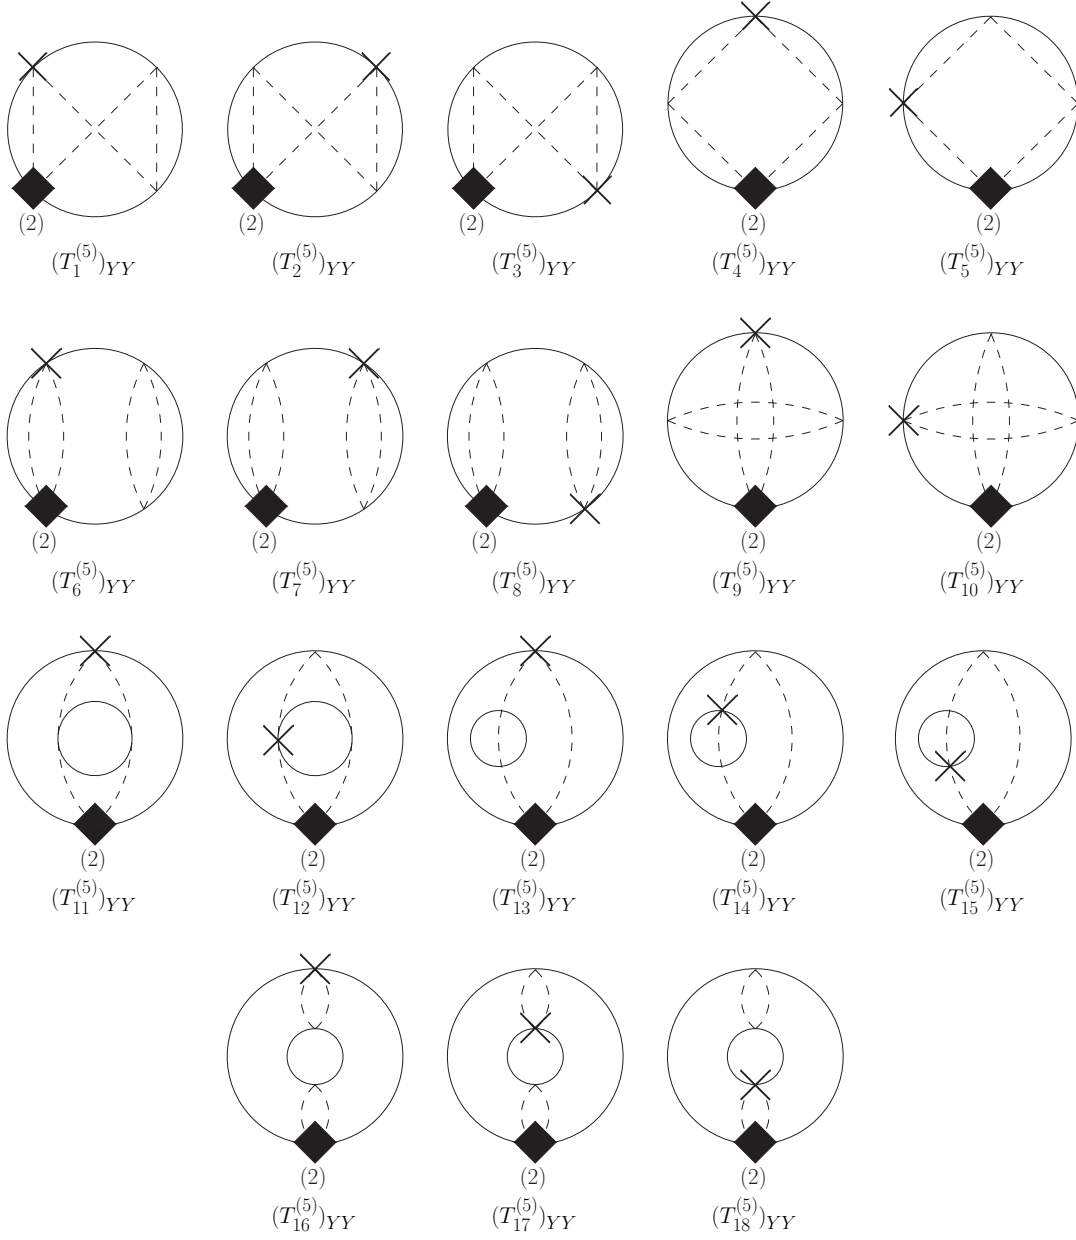 (2) (2) (2) (2) (2)
(T_1^{(5)})_{YY} (T_2^{(5)})_{YY} (T_3^{(5)})_{YY} (T_4^{(5)})_{YY} (T_5^{(5)})_{YY}
(2) (2) (2) (2) (2)
(T_6^{(5)})_{YY} (T_7^{(5)})_{YY} (T_8^{(5)})_{YY} (T_9^{(5)})_{YY} (T_{10}^{(5)})_{YY}
(2) (2) (2) (2) (2)
(T_{11}^{(5)})_{YY} (T_{12}^{(5)})_{YY} (T_{13}^{(5)})_{YY} (T_{14}^{(5)})_{YY} (T_{15}^{(5)})_{YY}
(2) (2) (2)
(T_{16}^{(5)})_{YY} (T_{17}^{(5)})_{YY} (T_{18}^{(5)})_{YY}